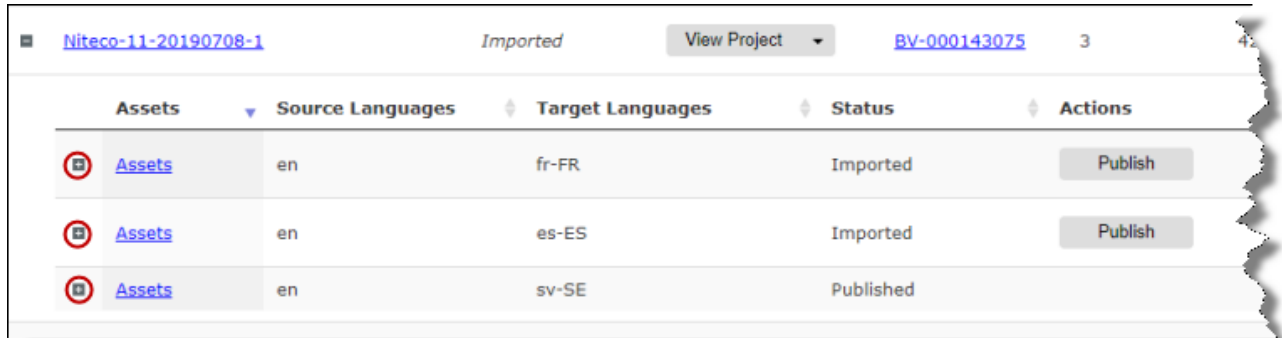 Niteco-11-20190708-1 Imported View Project BV-000143075 3
Assets Source Languages Target Languages Status Actions
Assets en fr-FR Imported Publish
Assets en es-ES Imported Publish
Assets en sv-SE Published